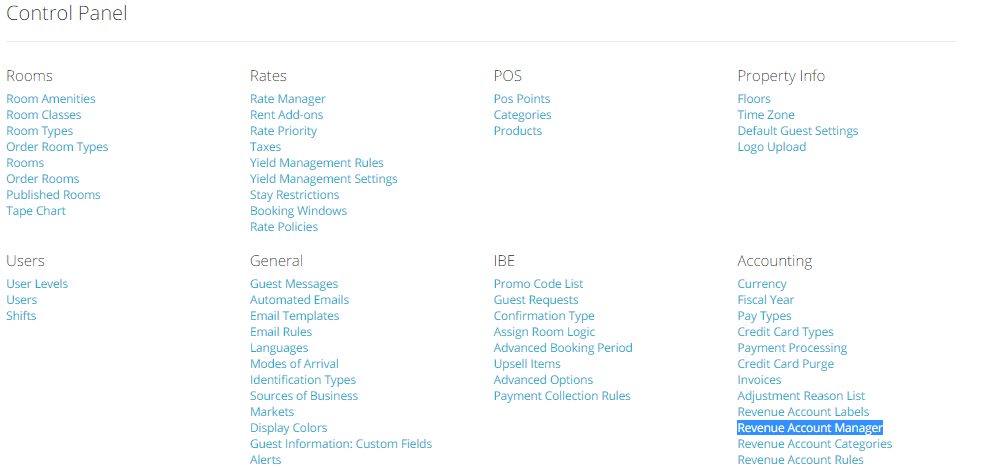 Control Panel
Rooms
Room Amenities
Room Classes
Room Types
Order Room Types
Rooms
Order Rooms
Published Rooms
Tape Chart
Rates
Rate Manager
Rent Add-ons
Rate Priority
Taxes
Yield Management Rules
Yield Management Settings
Stay Restrictions
Booking Windows
Rate Policies
POS
Pos Points
Categories
Products
Property Info
Floors
Time Zone
Default Guest Settings
Logo Upload
Users
User Levels
Users
Shifts
General
Guest Messages
Automated Emails
Email Templates
Email Rules
Languages
Modes of Arrival
Identification Types
Sources of Business
Markets
Display Colors
Guest Information: Custom Fields
Alerts
IBE
Promo Code List
Guest Requests
Confirmation Type
Assign Room Logic
Advanced Booking Period
Upsell Items
Advanced Options
Payment Collection Rules
Accounting
Currency
Fiscal Year
Pay Types
Credit Card Types
Payment Processing
Credit Card Purge
Invoices
Adjustment Reason List
Revenue Account Labels
Revenue Account Manager
Revenue Account Categories
Revenue Account Rules